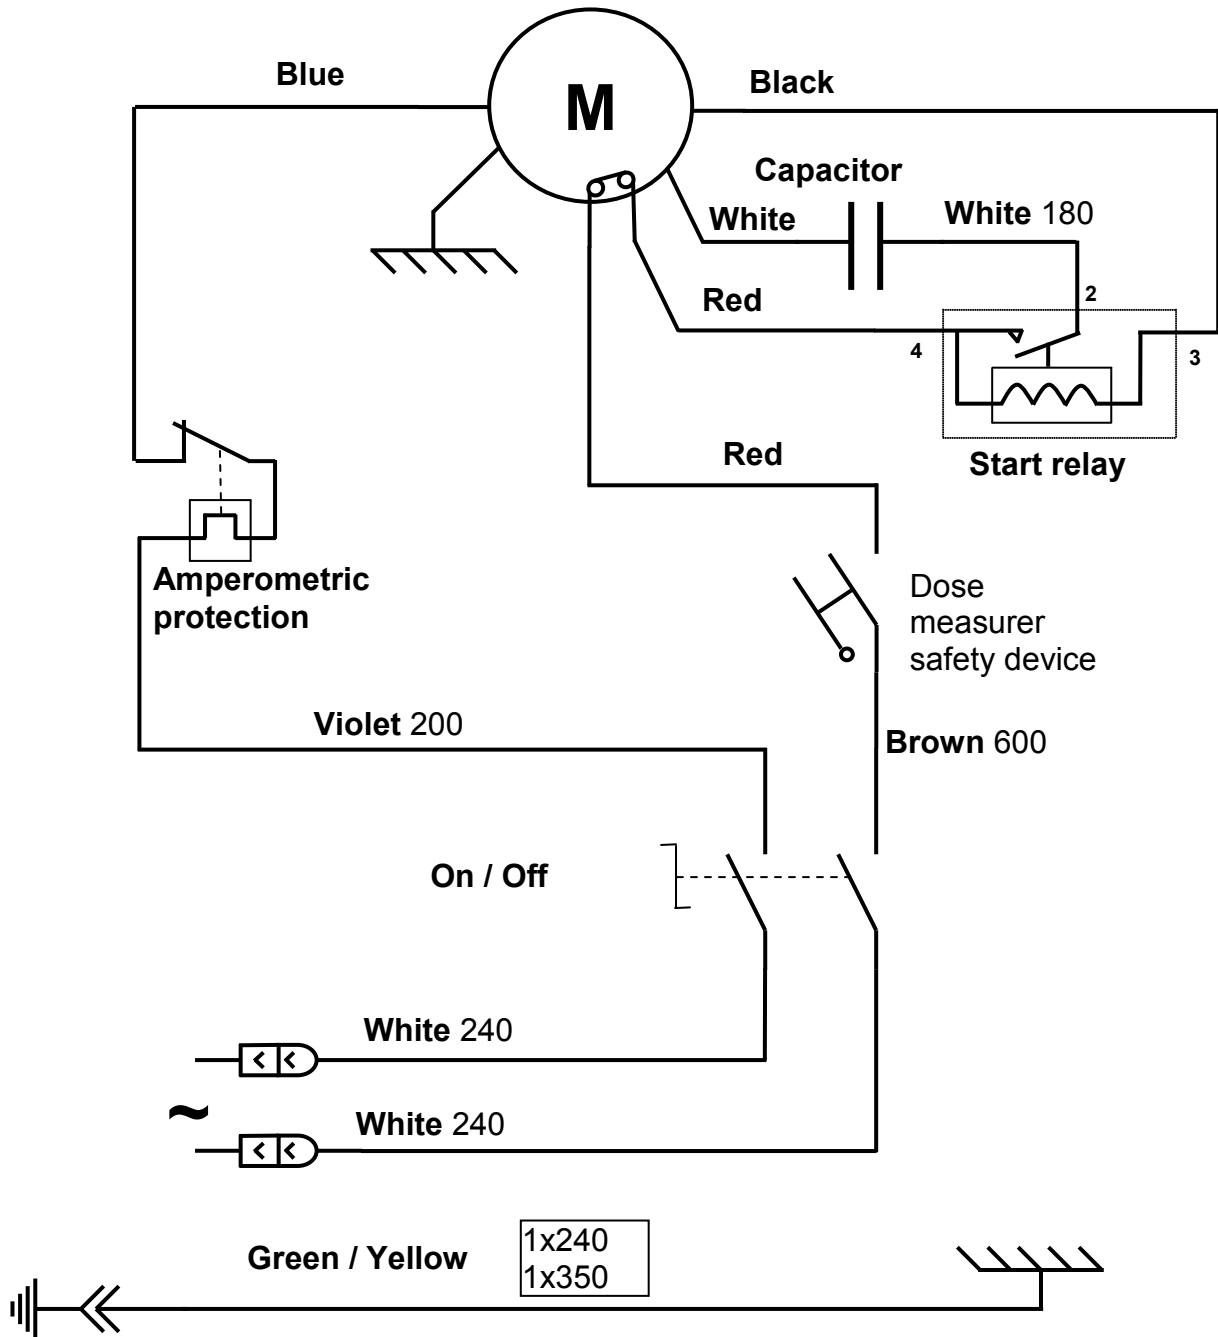 Blue
M
Black
Capacitor
White
White 180
Red
2
4
3
Start relay
Red
Amperometric
protection
Dose
measurer
safety device
Violet 200
Brown 600
On / Off
White 240
~
White 240
Green / Yellow
1x240
1x350